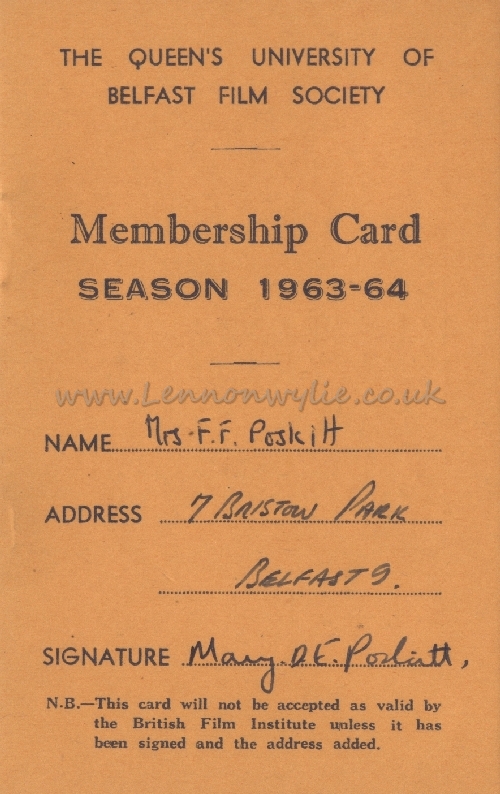 THE QUEEN'S UNIVERSITY OF
BELFAST FILM SOCIETY
Membership Card
SEASON 1963-64
www.Lennonwylie.co.uk
NAME Mrs. F.F. Poskitt
ADDRESS 7 BRISTOW PARK
BELFAST 9.
SIGNATURE Mary D.E. Poskitt,
N.B.—This card will not be accepted as valid by
the British Film Institute unless it has
been signed and the address added.